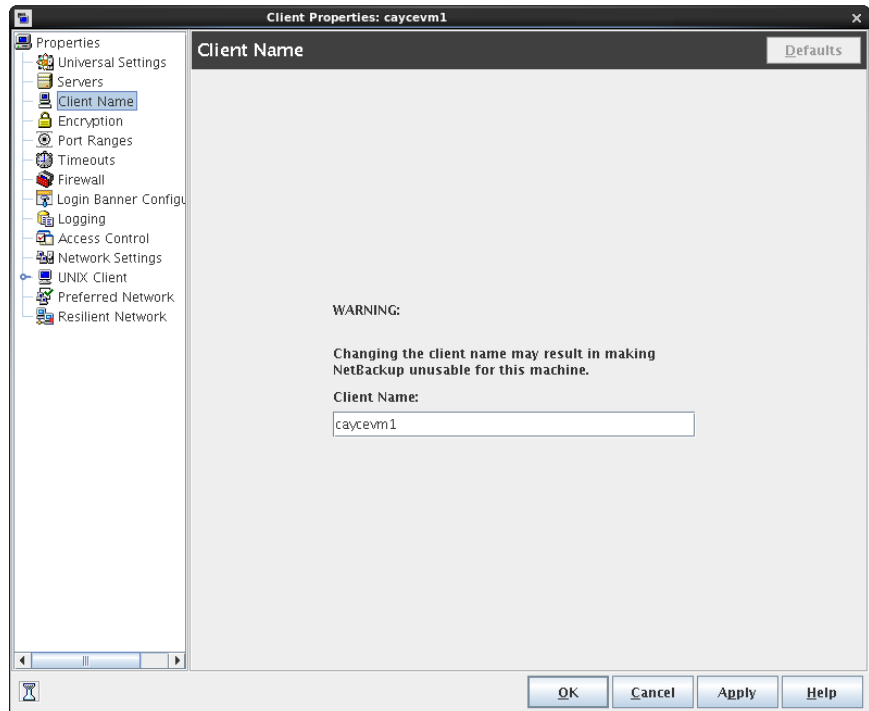 Client Properties: caycevm1
Properties
Universal Settings
Servers
Client Name
Encryption
Port Ranges
Timeouts
Firewall
Login Banner Configu
Logging
Access Control
Network Settings
UNIX Client
Preferred Network
Resilient Network
Client Name
Defaults
WARNING:
Changing the client name may result in making
NetBackup unusable for this machine.
Client Name:
caycevm1
OK
Cancel
Apply
Help